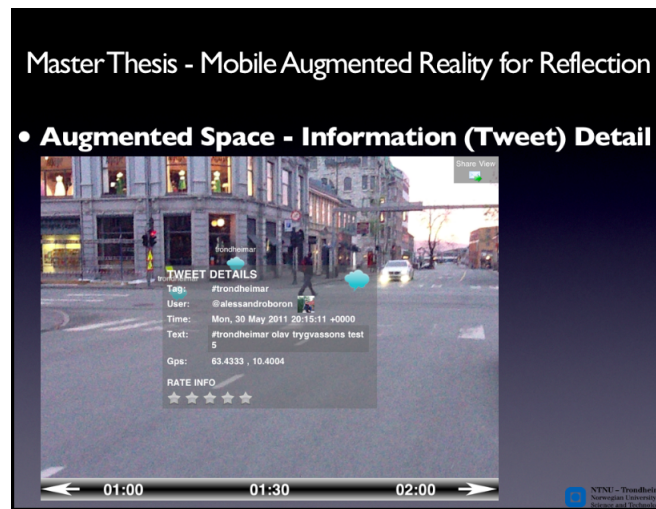 Master Thesis - Mobile Augmented Reality for Reflection
• Augmented Space - Information (Tweet) Detail
Share View
trondheimar
TWEET DETAILS
Tag: #trondheimar
User: @alessandroboron
Time: Mon, 30 May 2011 20:15:11 +0000
Text: #trondheimar olav trygvassons test
5
Gps: 63.4333 , 10.4004
RATE INFO
01:00 01:30 02:00
NTNU – Trondheim
Norwegian University
Science and Technology